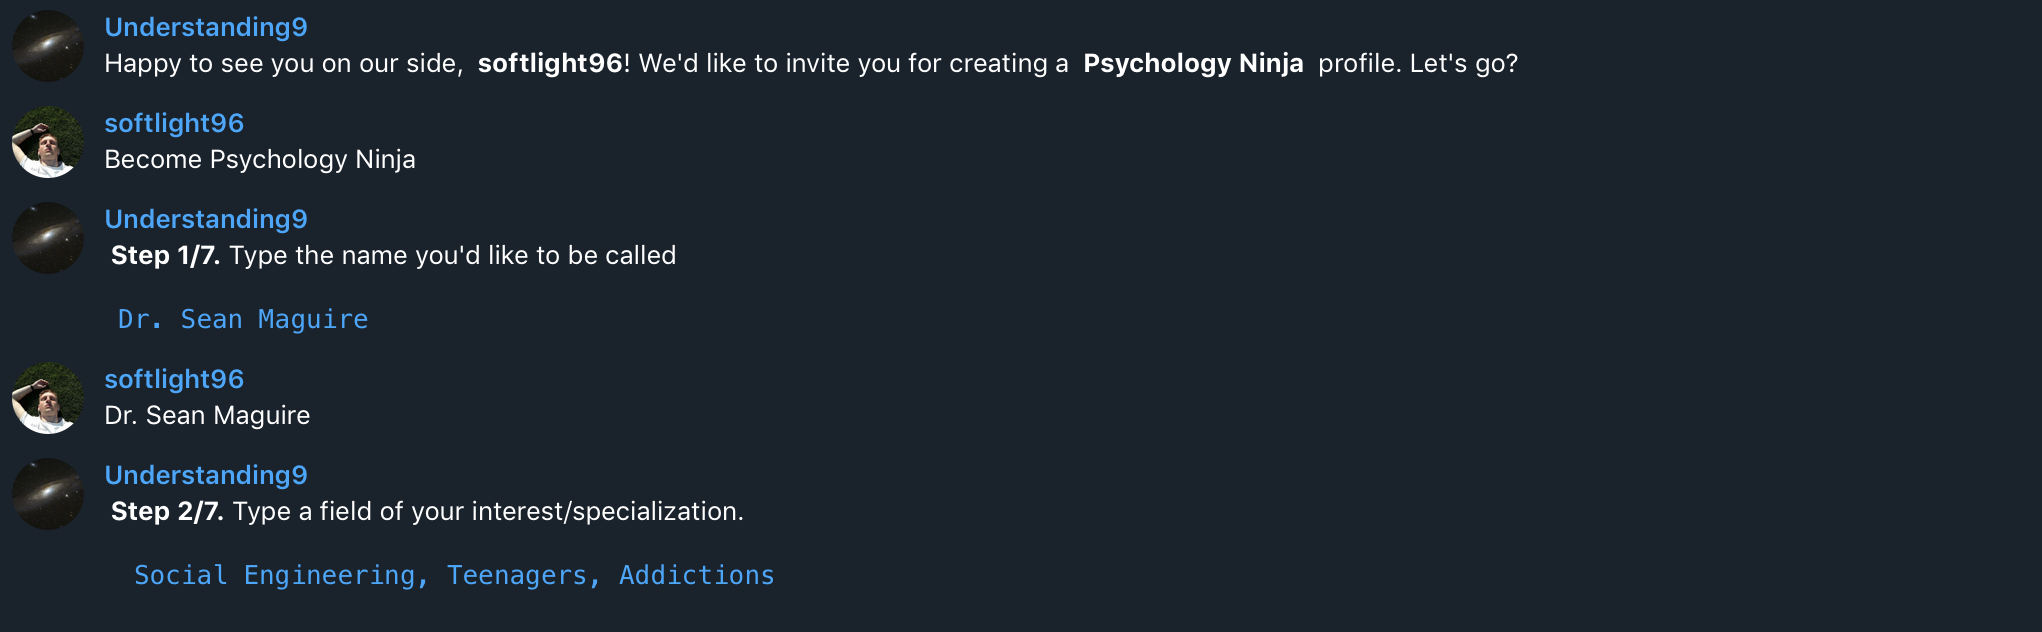 Understanding9
Happy to see you on our side, softlight96! We'd like to invite you for creating a Psychology Ninja profile. Let's go?
softlight96
Become Psychology Ninja
Understanding9
Step 1/7. Type the name you'd like to be called
Dr. Sean Maguire
softlight96
Dr. Sean Maguire
Understanding9
Step 2/7. Type a field of your interest/specialization.
Social Engineering, Teenagers, Addictions